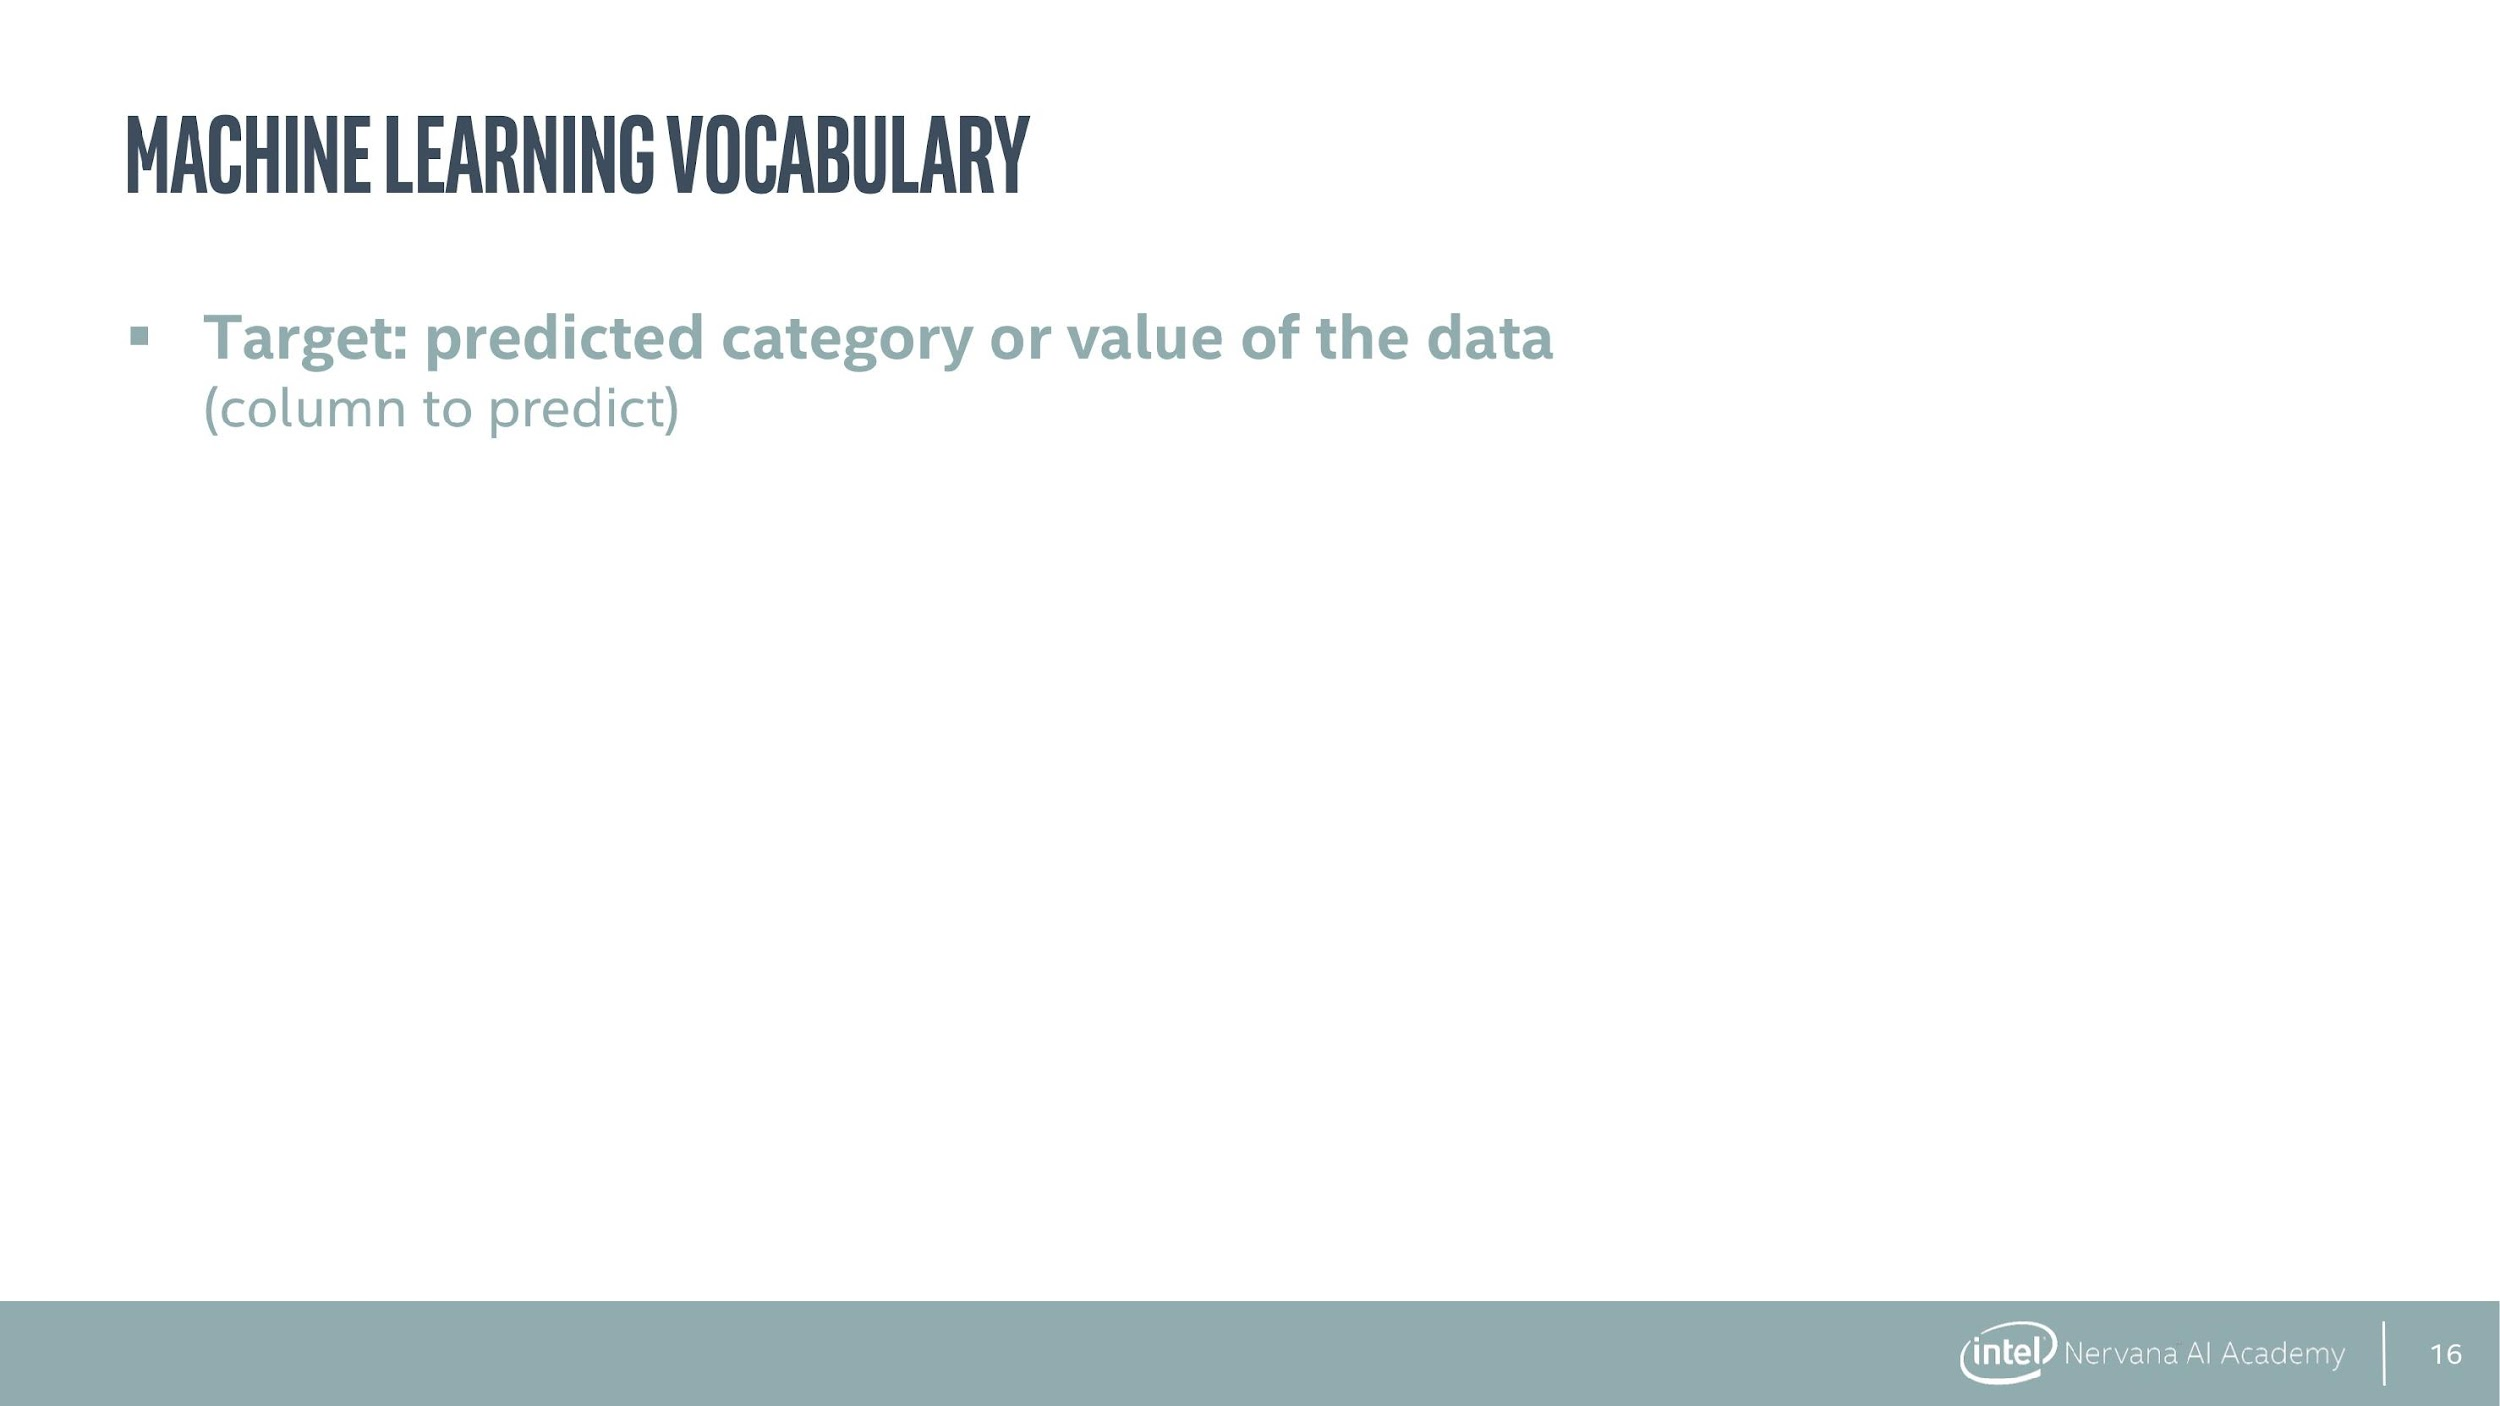 MACHINE LEARNING VOCABULARY
▪ Target: predicted category or value of the data
(column to predict)
intel Nervana AI Academy | 16